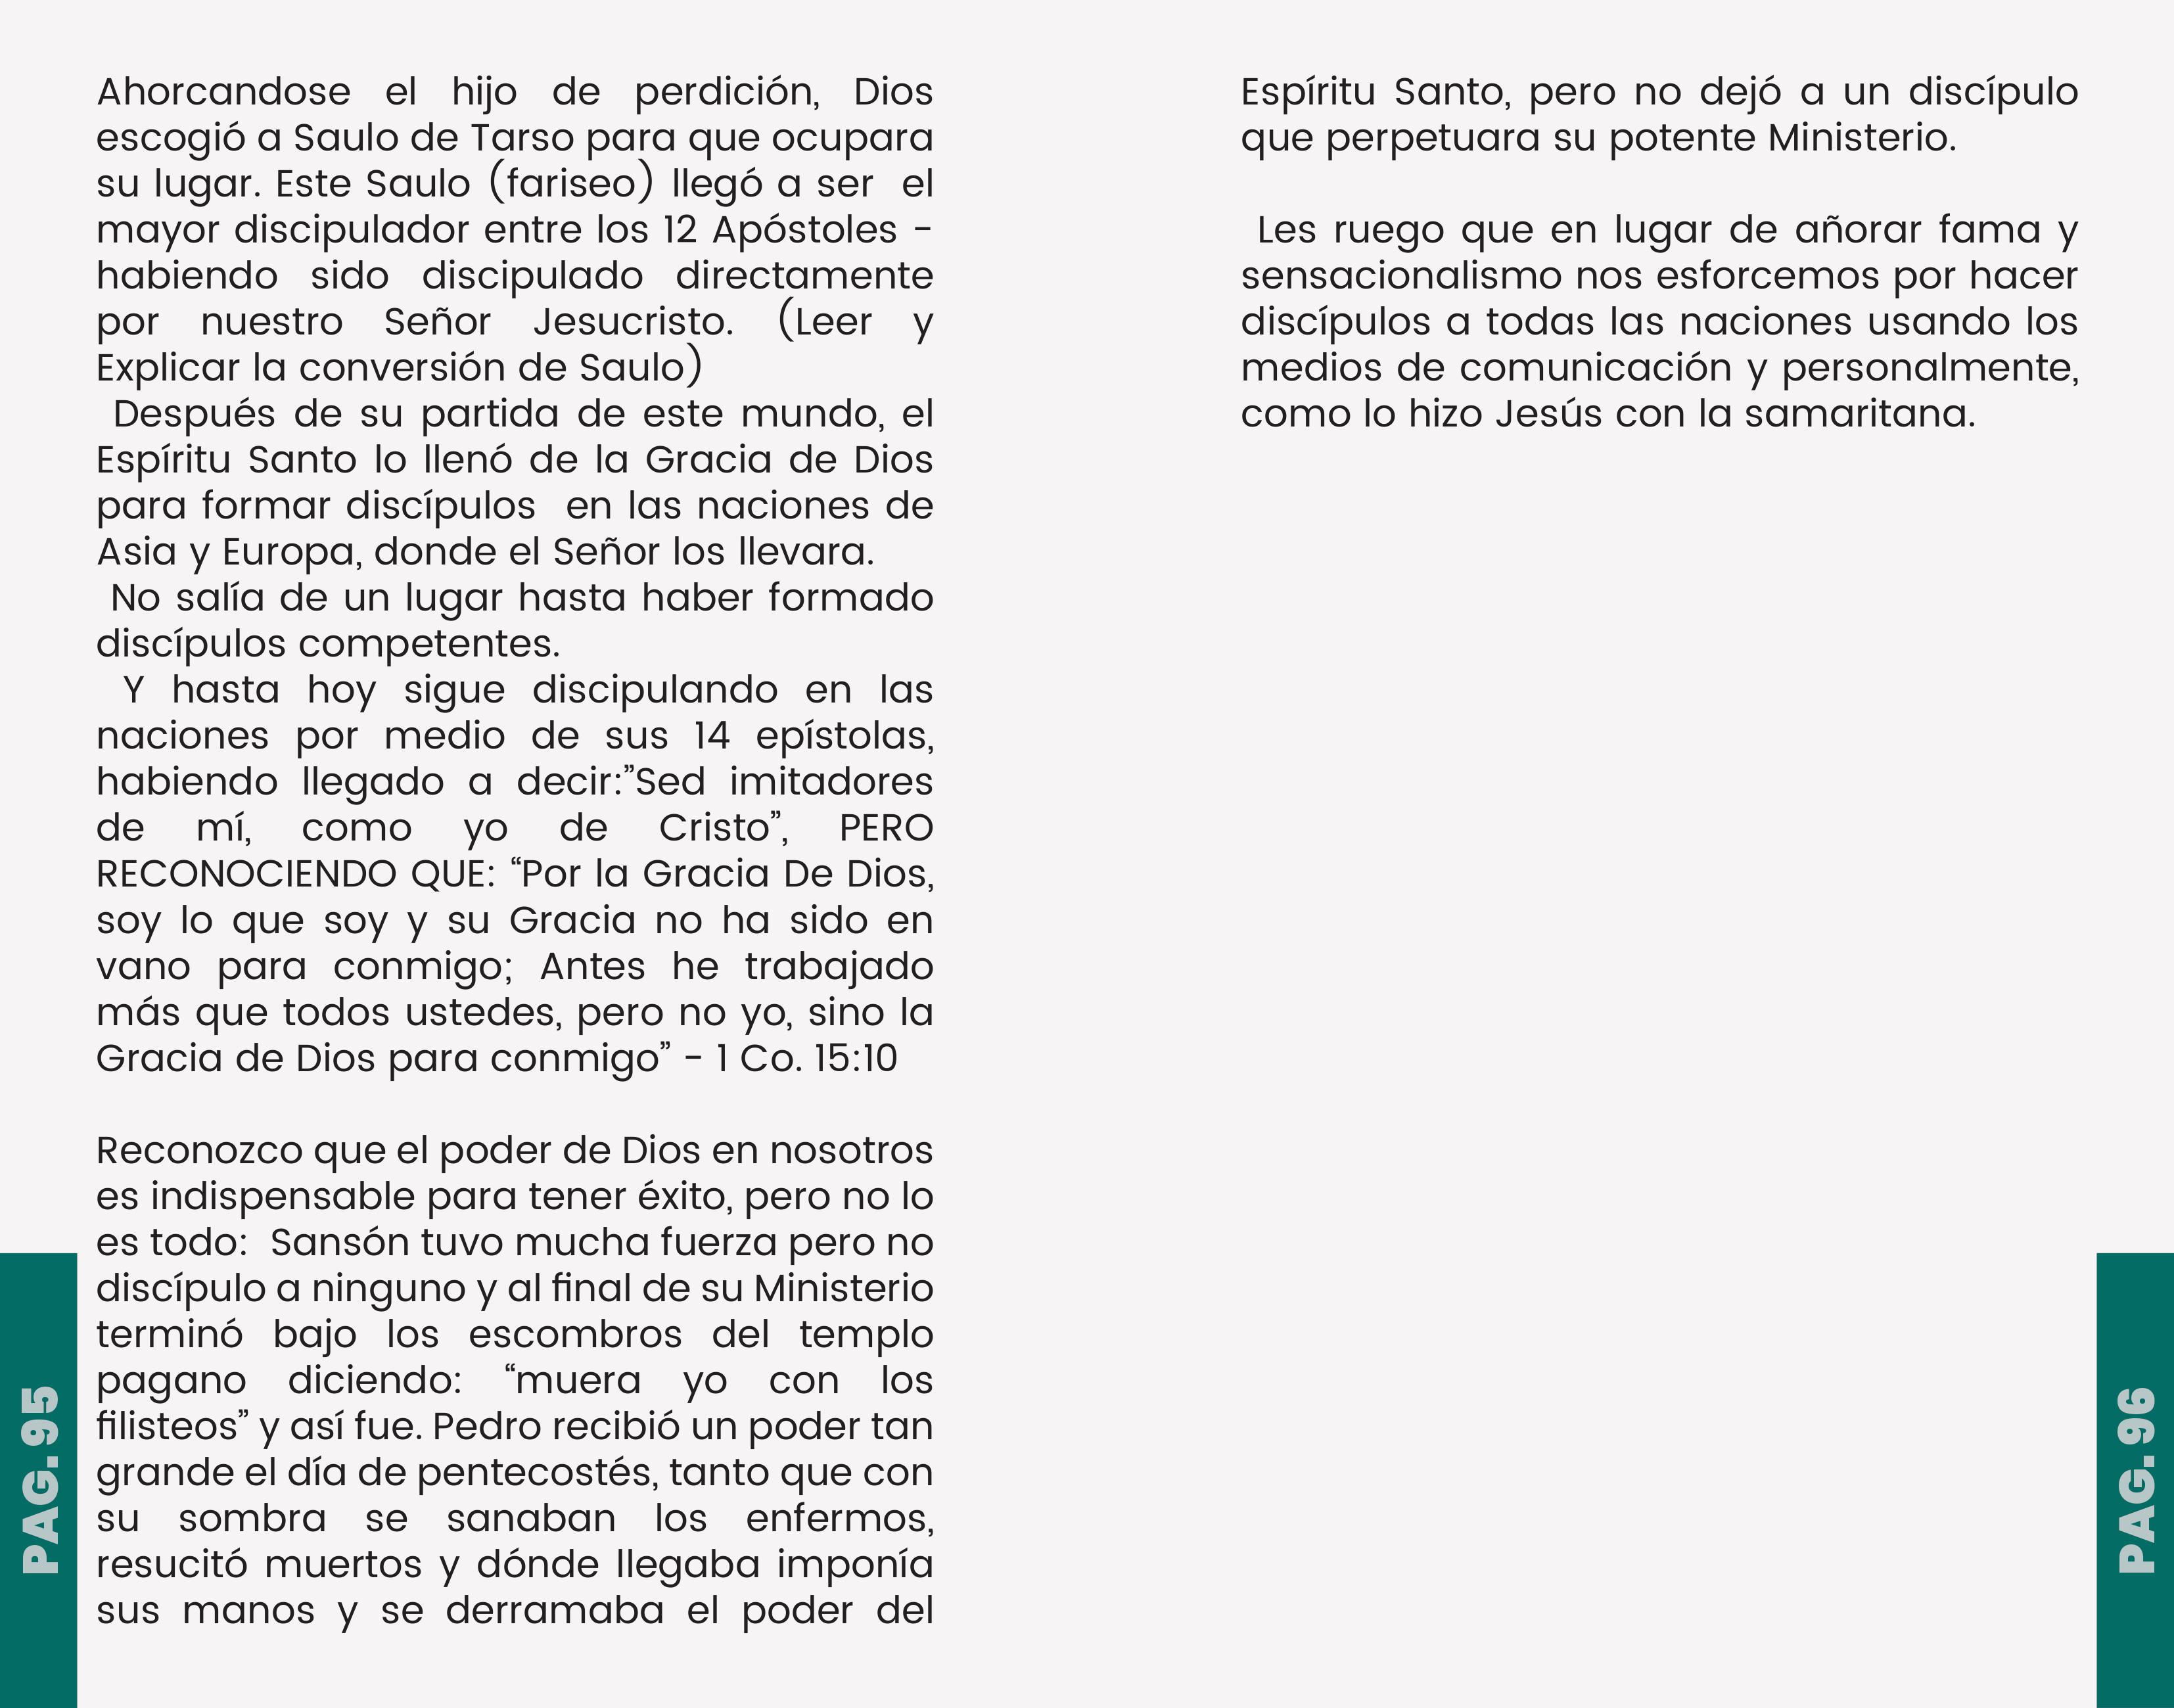 Ahorcandose el hijo de perdición, Dios
escogió a Saulo de Tarso para que ocupara
su lugar. Este Saulo (fariseo) llegó a ser el
mayor discipulador entre los 12 Apóstoles -
habiendo sido discipulado directamente
por nuestro Señor Jesucristo. (Leer y
Explicar la conversión de Saulo)
Después de su partida de este mundo, el
Espíritu Santo lo llenó de la Gracia de Dios
para formar discípulos en las naciones de
Asia y Europa, donde el Señor los llevara.
No salía de un lugar hasta haber formado
discípulos competentes.
Y hasta hoy sigue discipulando en las
naciones por medio de sus 14 epístolas,
habiendo llegado a decir:”Sed imitadores
de mí, como yo de Cristo”, PERO
RECONOCIENDO QUE: “Por la Gracia De Dios,
soy lo que soy y su Gracia no ha sido en
vano para conmigo; Antes he trabajado
más que todos ustedes, pero no yo, sino la
Gracia de Dios para conmigo” - 1 Co. 15:10
Reconozco que el poder de Dios en nosotros
es indispensable para tener éxito, pero no lo
es todo: Sansón tuvo mucha fuerza pero no
discípulo a ninguno y al final de su Ministerio
terminó bajo los escombros del templo
pagano diciendo: “muera yo con los
filisteos” y así fue. Pedro recibió un poder tan
grande el día de pentecostés, tanto que con
su sombra se sanaban los enfermos,
resucitó muertos y dónde llegaba imponía
sus manos y se derramaba el poder del
PAG. 95
Espíritu Santo, pero no dejó a un discípulo
que perpetuara su potente Ministerio.
Les ruego que en lugar de añorar fama y
sensacionalismo nos esforcemos por hacer
discípulos a todas las naciones usando los
medios de comunicación y personalmente,
como lo hizo Jesús con la samaritana.
PAG. 96